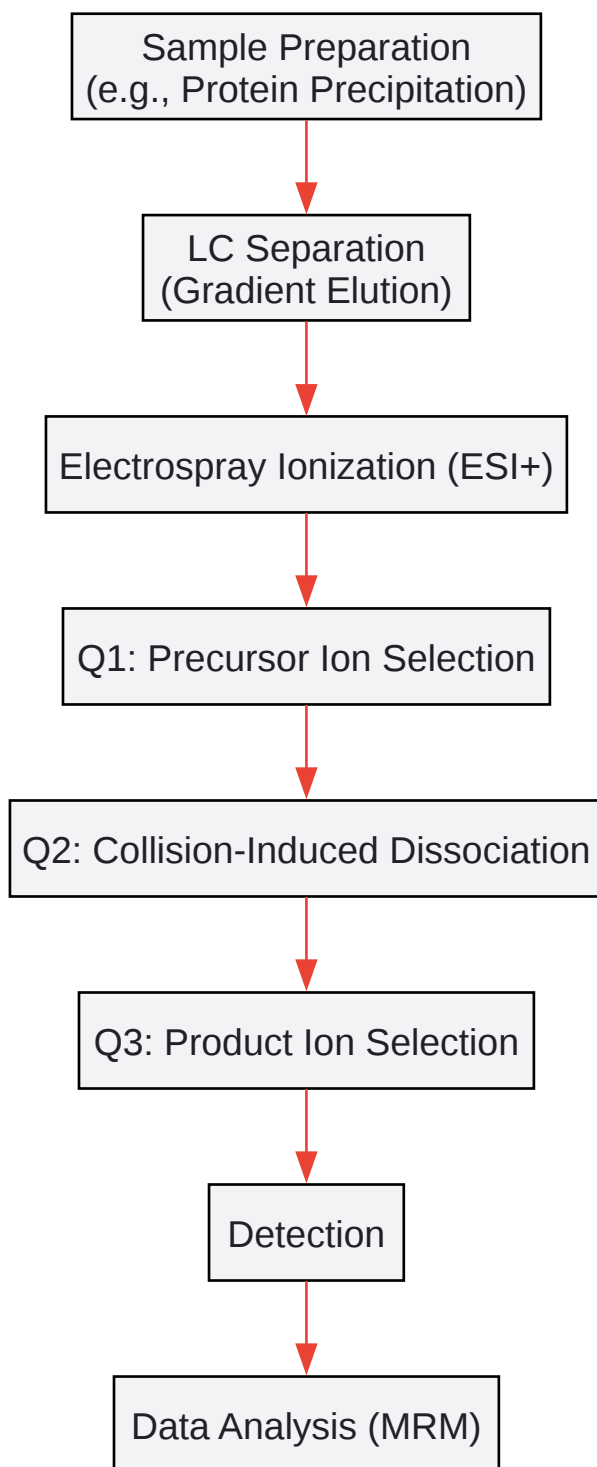 Sample Preparation
(e.g., Protein Precipitation)
LC Separation
(Gradient Elution)
Electrospray Ionization (ESI+)
Q1: Precursor Ion Selection
Q2: Collision-Induced Dissociation
Q3: Product Ion Selection
Detection
Data Analysis (MRM)